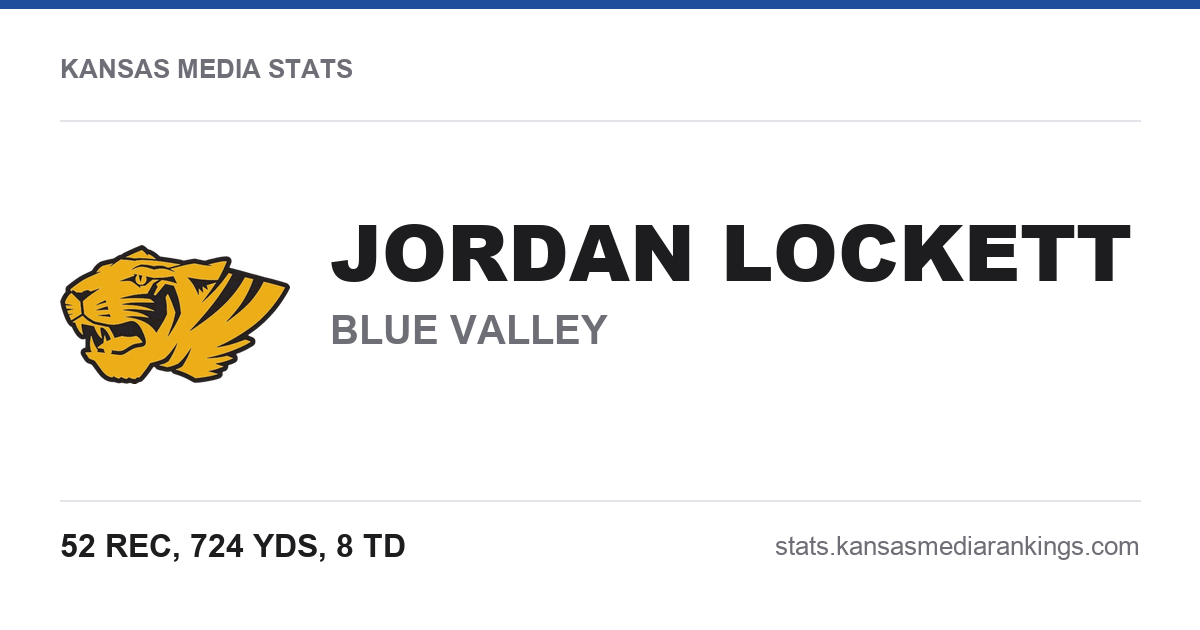 KANSAS MEDIA STATS
JORDAN LOCKETT
BLUE VALLEY
52 REC, 724 YDS, 8 TD
stats.kansasmediarankings.com